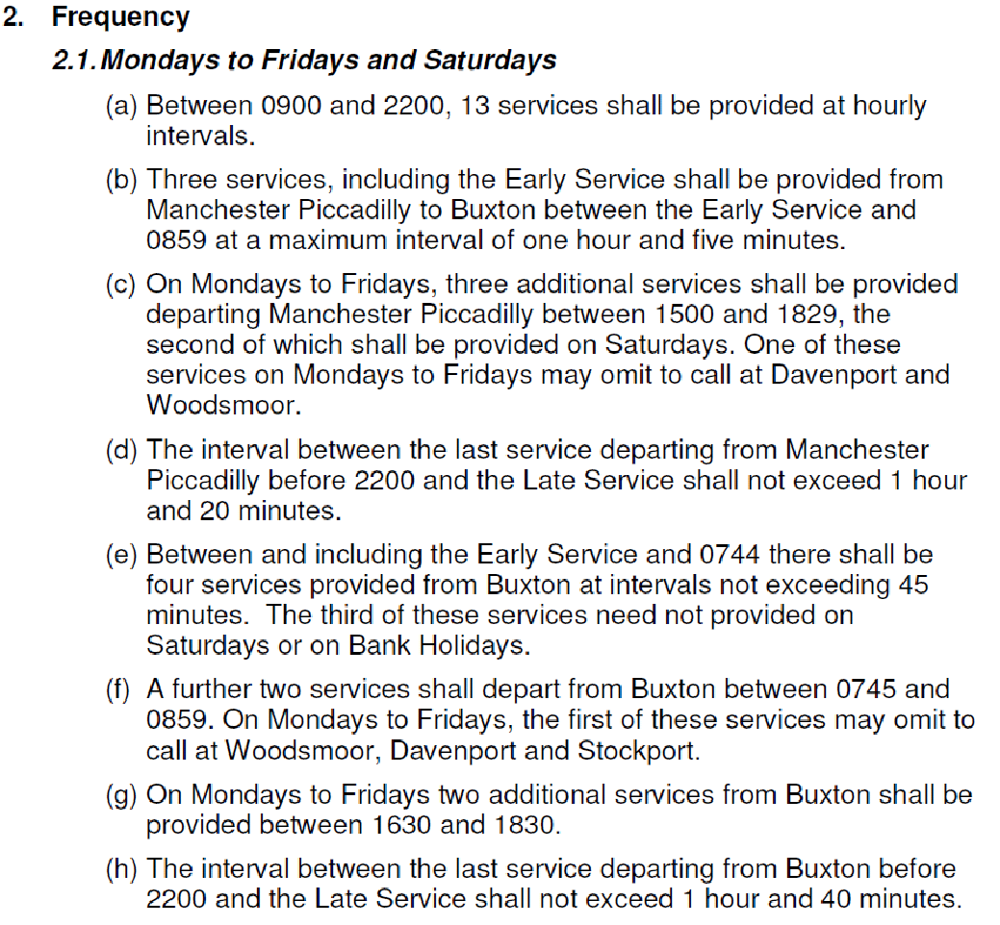 2. Frequency
2.1. Mondays to Fridays and Saturdays
(a) Between 0900 and 2200, 13 services shall be provided at hourly
intervals.
(b) Three services, including the Early Service shall be provided from
Manchester Piccadilly to Buxton between the Early Service and
0859 at a maximum interval of one hour and five minutes.
(c) On Mondays to Fridays, three additional services shall be provided
departing Manchester Piccadilly between 1500 and 1829, the
second of which shall be provided on Saturdays. One of these
services on Mondays to Fridays may omit to call at Davenport and
Woodsmoor.
(d) The interval between the last service departing from Manchester
Piccadilly before 2200 and the Late Service shall not exceed 1 hour
and 20 minutes.
(e) Between and including the Early Service and 0744 there shall be
four services provided from Buxton at intervals not exceeding 45
minutes.  The third of these services need not provided on
Saturdays or on Bank Holidays.
(f) A further two services shall depart from Buxton between 0745 and
0859. On Mondays to Fridays, the first of these services may omit to
call at Woodsmoor, Davenport and Stockport.
(g) On Mondays to Fridays two additional services from Buxton shall be
provided between 1630 and 1830.
(h) The interval between the last service departing from Buxton before
2200 and the Late Service shall not exceed 1 hour and 40 minutes.